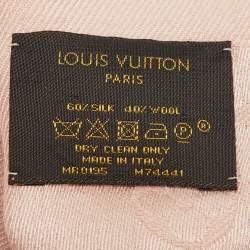 LOUIS VUITTON
PARIS
60% SILK 40% WOOL
P ®
DRY CLEAN ONLY
MADE IN ITALY
MR0195 M74441